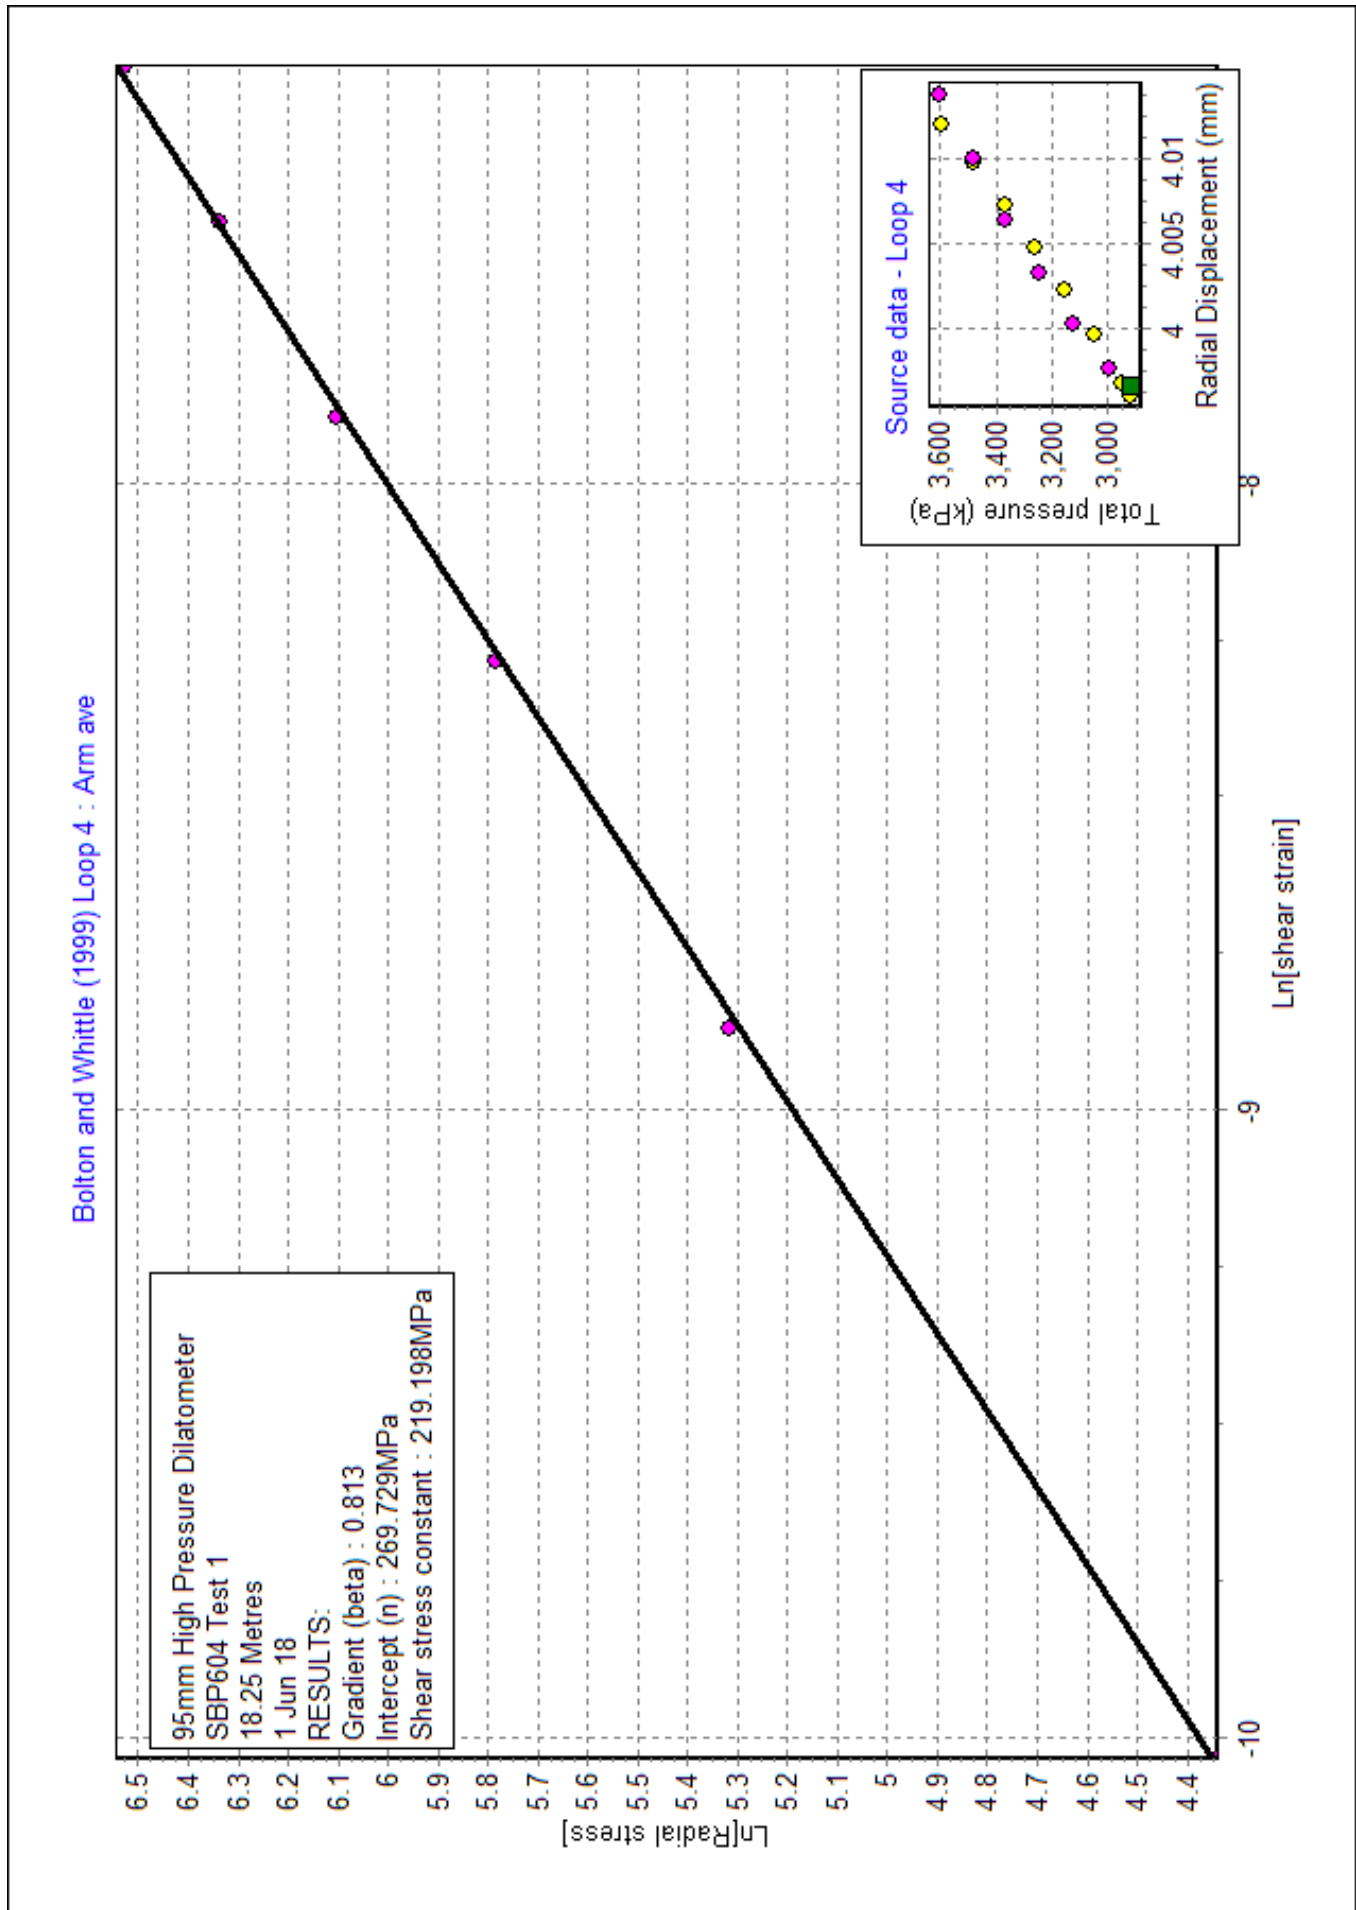 Bolton and Whittle (1999) Loop 4 : Arm ave
95mm High Pressure Dilatometer
SBP604 Test 1
18.25 Metres
1 Jun 18
RESULTS:
Gradient (beta) : 0.813
Intercept (n) : 269.729MPa
Shear stress constant : 219.198MPa
Ln[Radial stress]
6.5
6.4
6.3
6.2
6.1
6
5.9
5.8
5.7
5.6
5.5
5.4
5.3
5.2
5.1
5
4.9
4.8
4.7
4.6
4.5
4.4
-10
-9
-8
Ln[shear strain]
Source data - Loop 4
Total pressure (kPa)
3,600
3,400
3,200
3,000
4
4.005
4.01
Radial Displacement (mm)